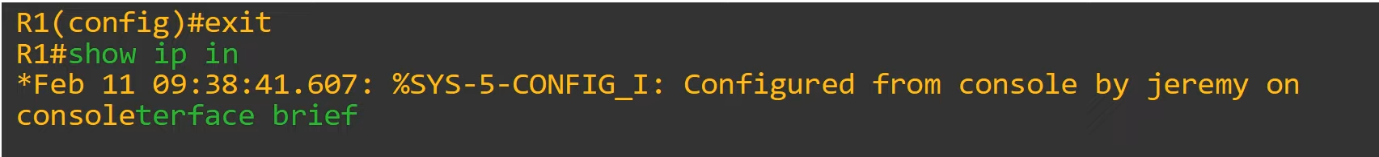 R1(config)#exit
R1#show ip in
*Feb 11 09:38:41.607: %SYS-5-CONFIG_I: Configured from console by jeremy on
consoleterface brief